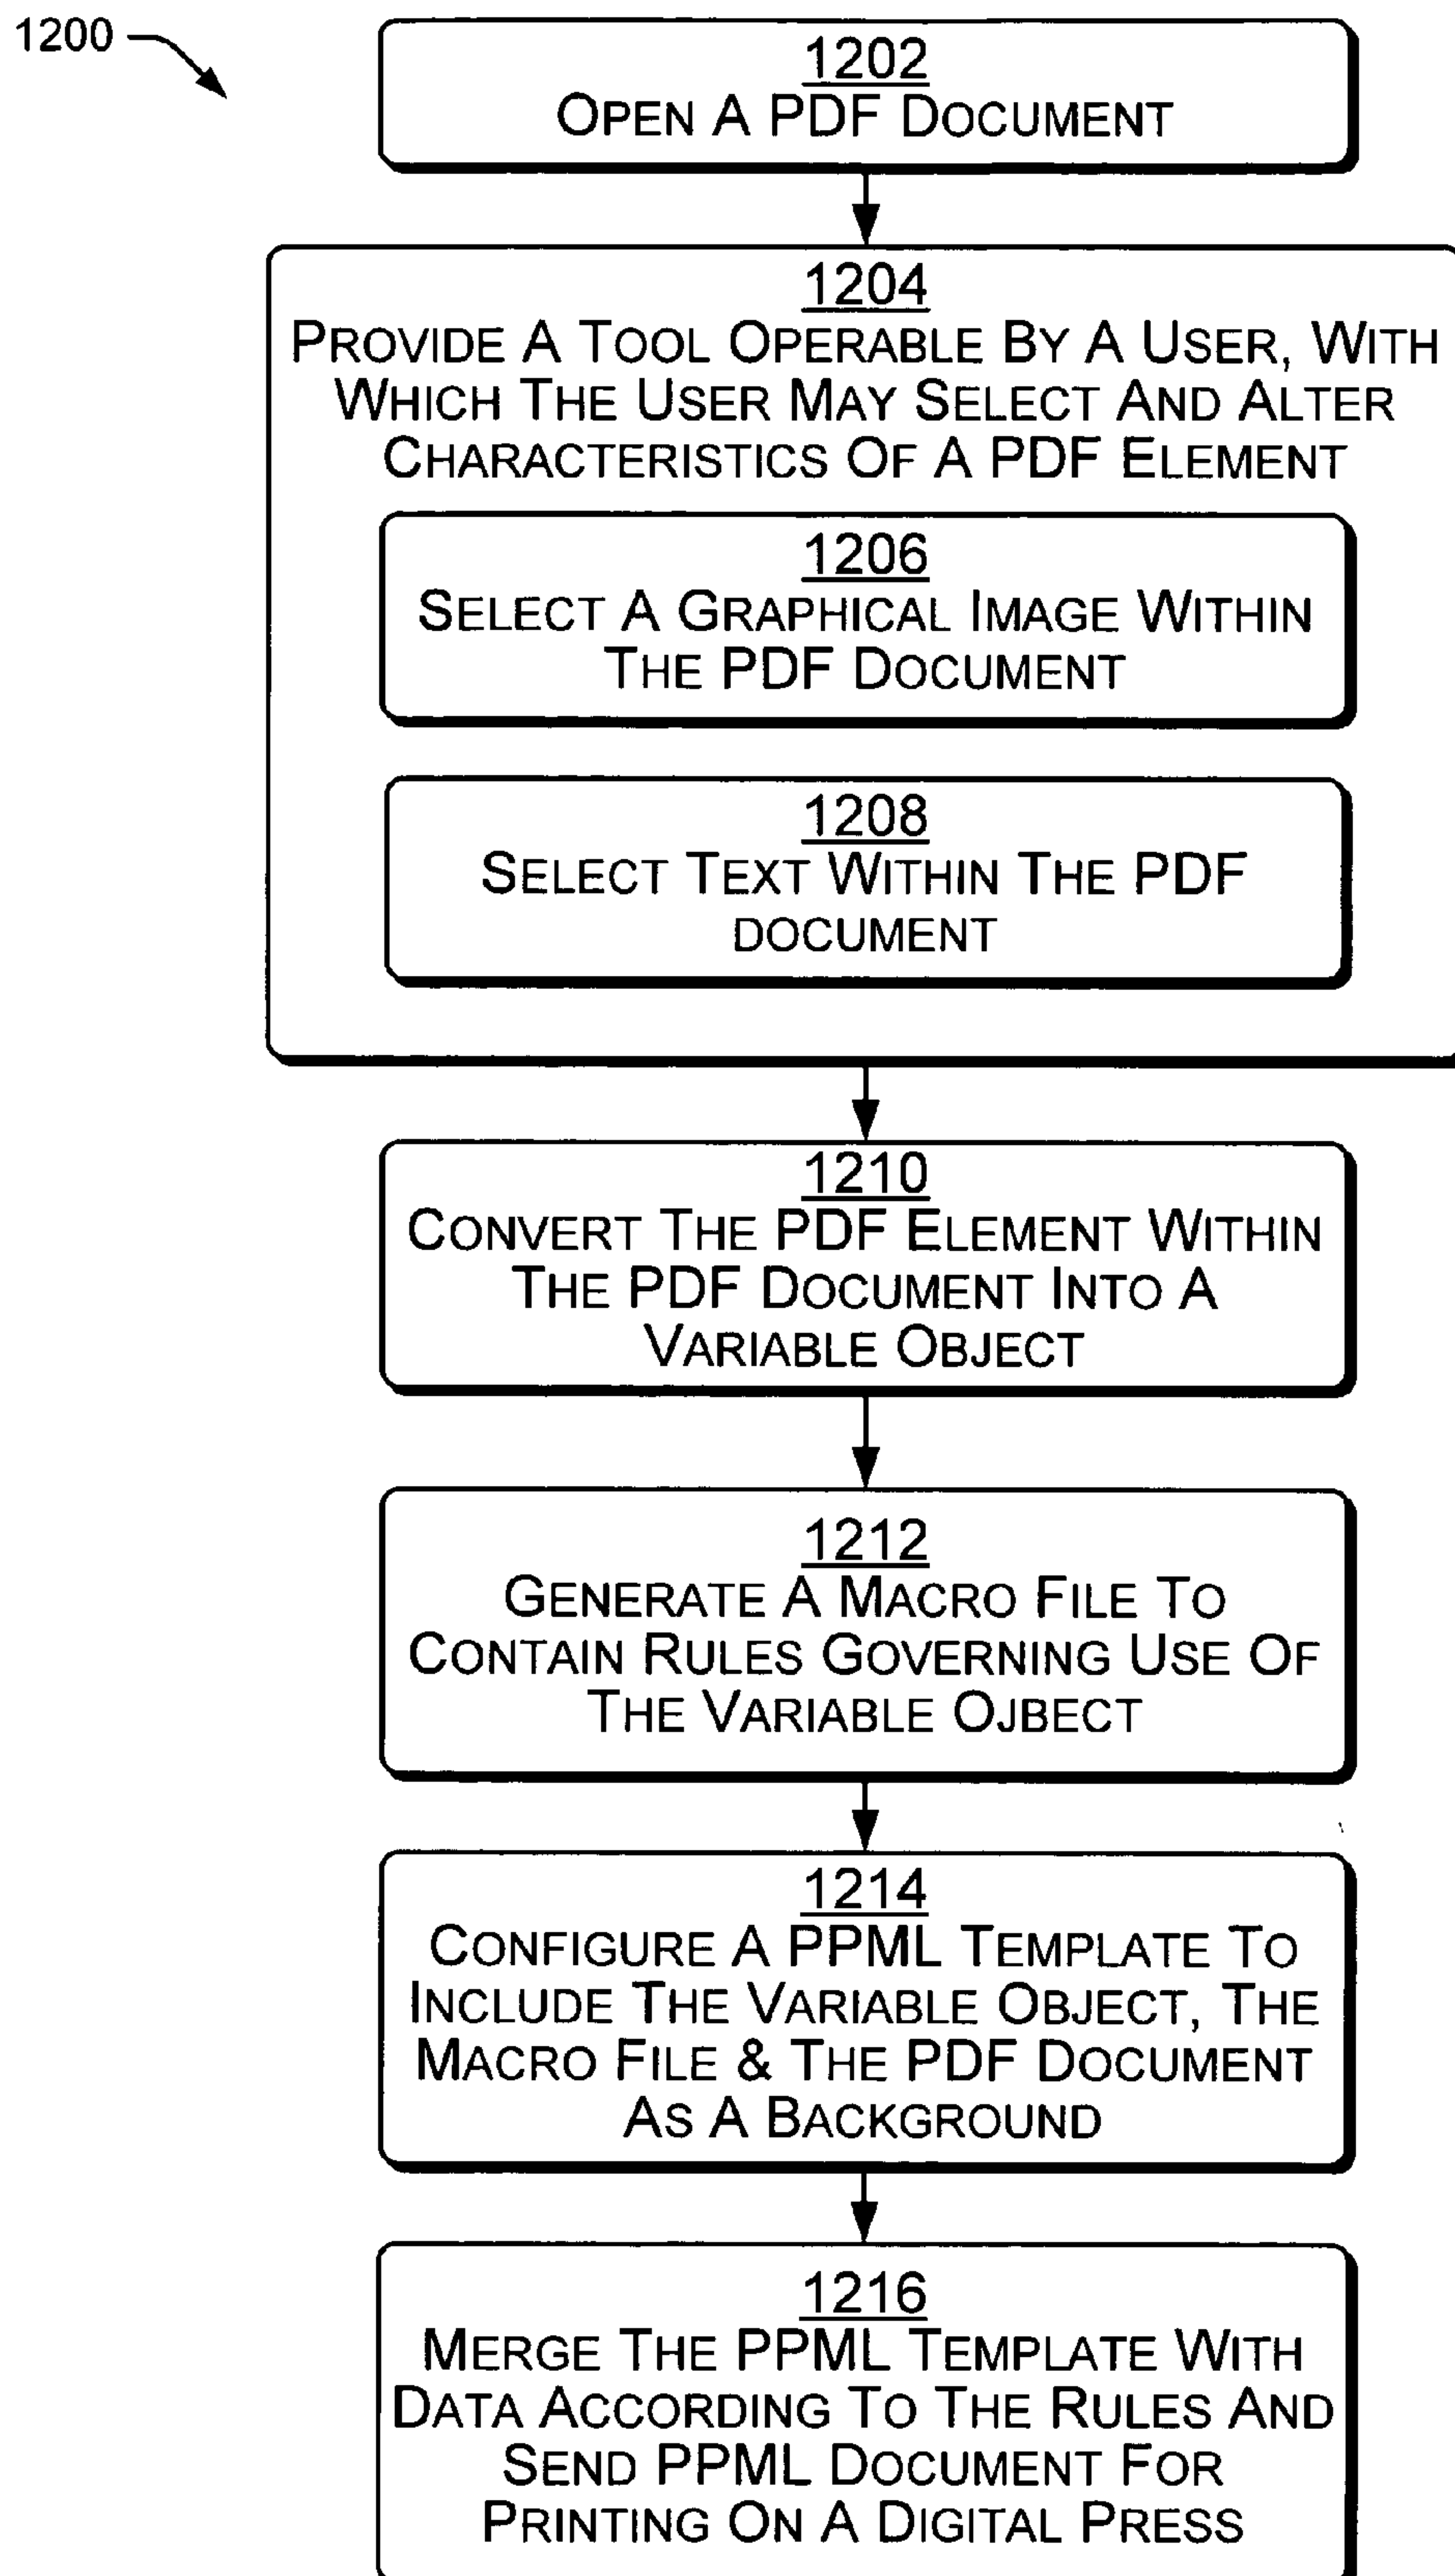 1200
1202
OPEN A PDF DOCUMENT
1204
PROVIDE A TOOL OPERABLE BY A USER, WITH
WHICH THE USER MAY SELECT AND ALTER
CHARACTERISTICS OF A PDF ELEMENT
1206
SELECT A GRAPHICAL IMAGE WITHIN
THE PDF DOCUMENT
1208
SELECT TEXT WITHIN THE PDF
DOCUMENT
1210
CONVERT THE PDF ELEMENT WITHIN
THE PDF DOCUMENT INTO A
VARIABLE OBJECT
1212
GENERATE A MACRO FILE TO
CONTAIN RULES GOVERNING USE OF
THE VARIABLE OJBECT
1214
CONFIGURE A PPML TEMPLATE TO
INCLUDE THE VARIABLE OBJECT, THE
MACRO FILE & THE PDF DOCUMENT
AS A BACKGROUND
1216
MERGE THE PPML TEMPLATE WITH
DATA ACCORDING TO THE RULES AND
SEND PPML DOCUMENT FOR
PRINTING ON A DIGITAL PRESS